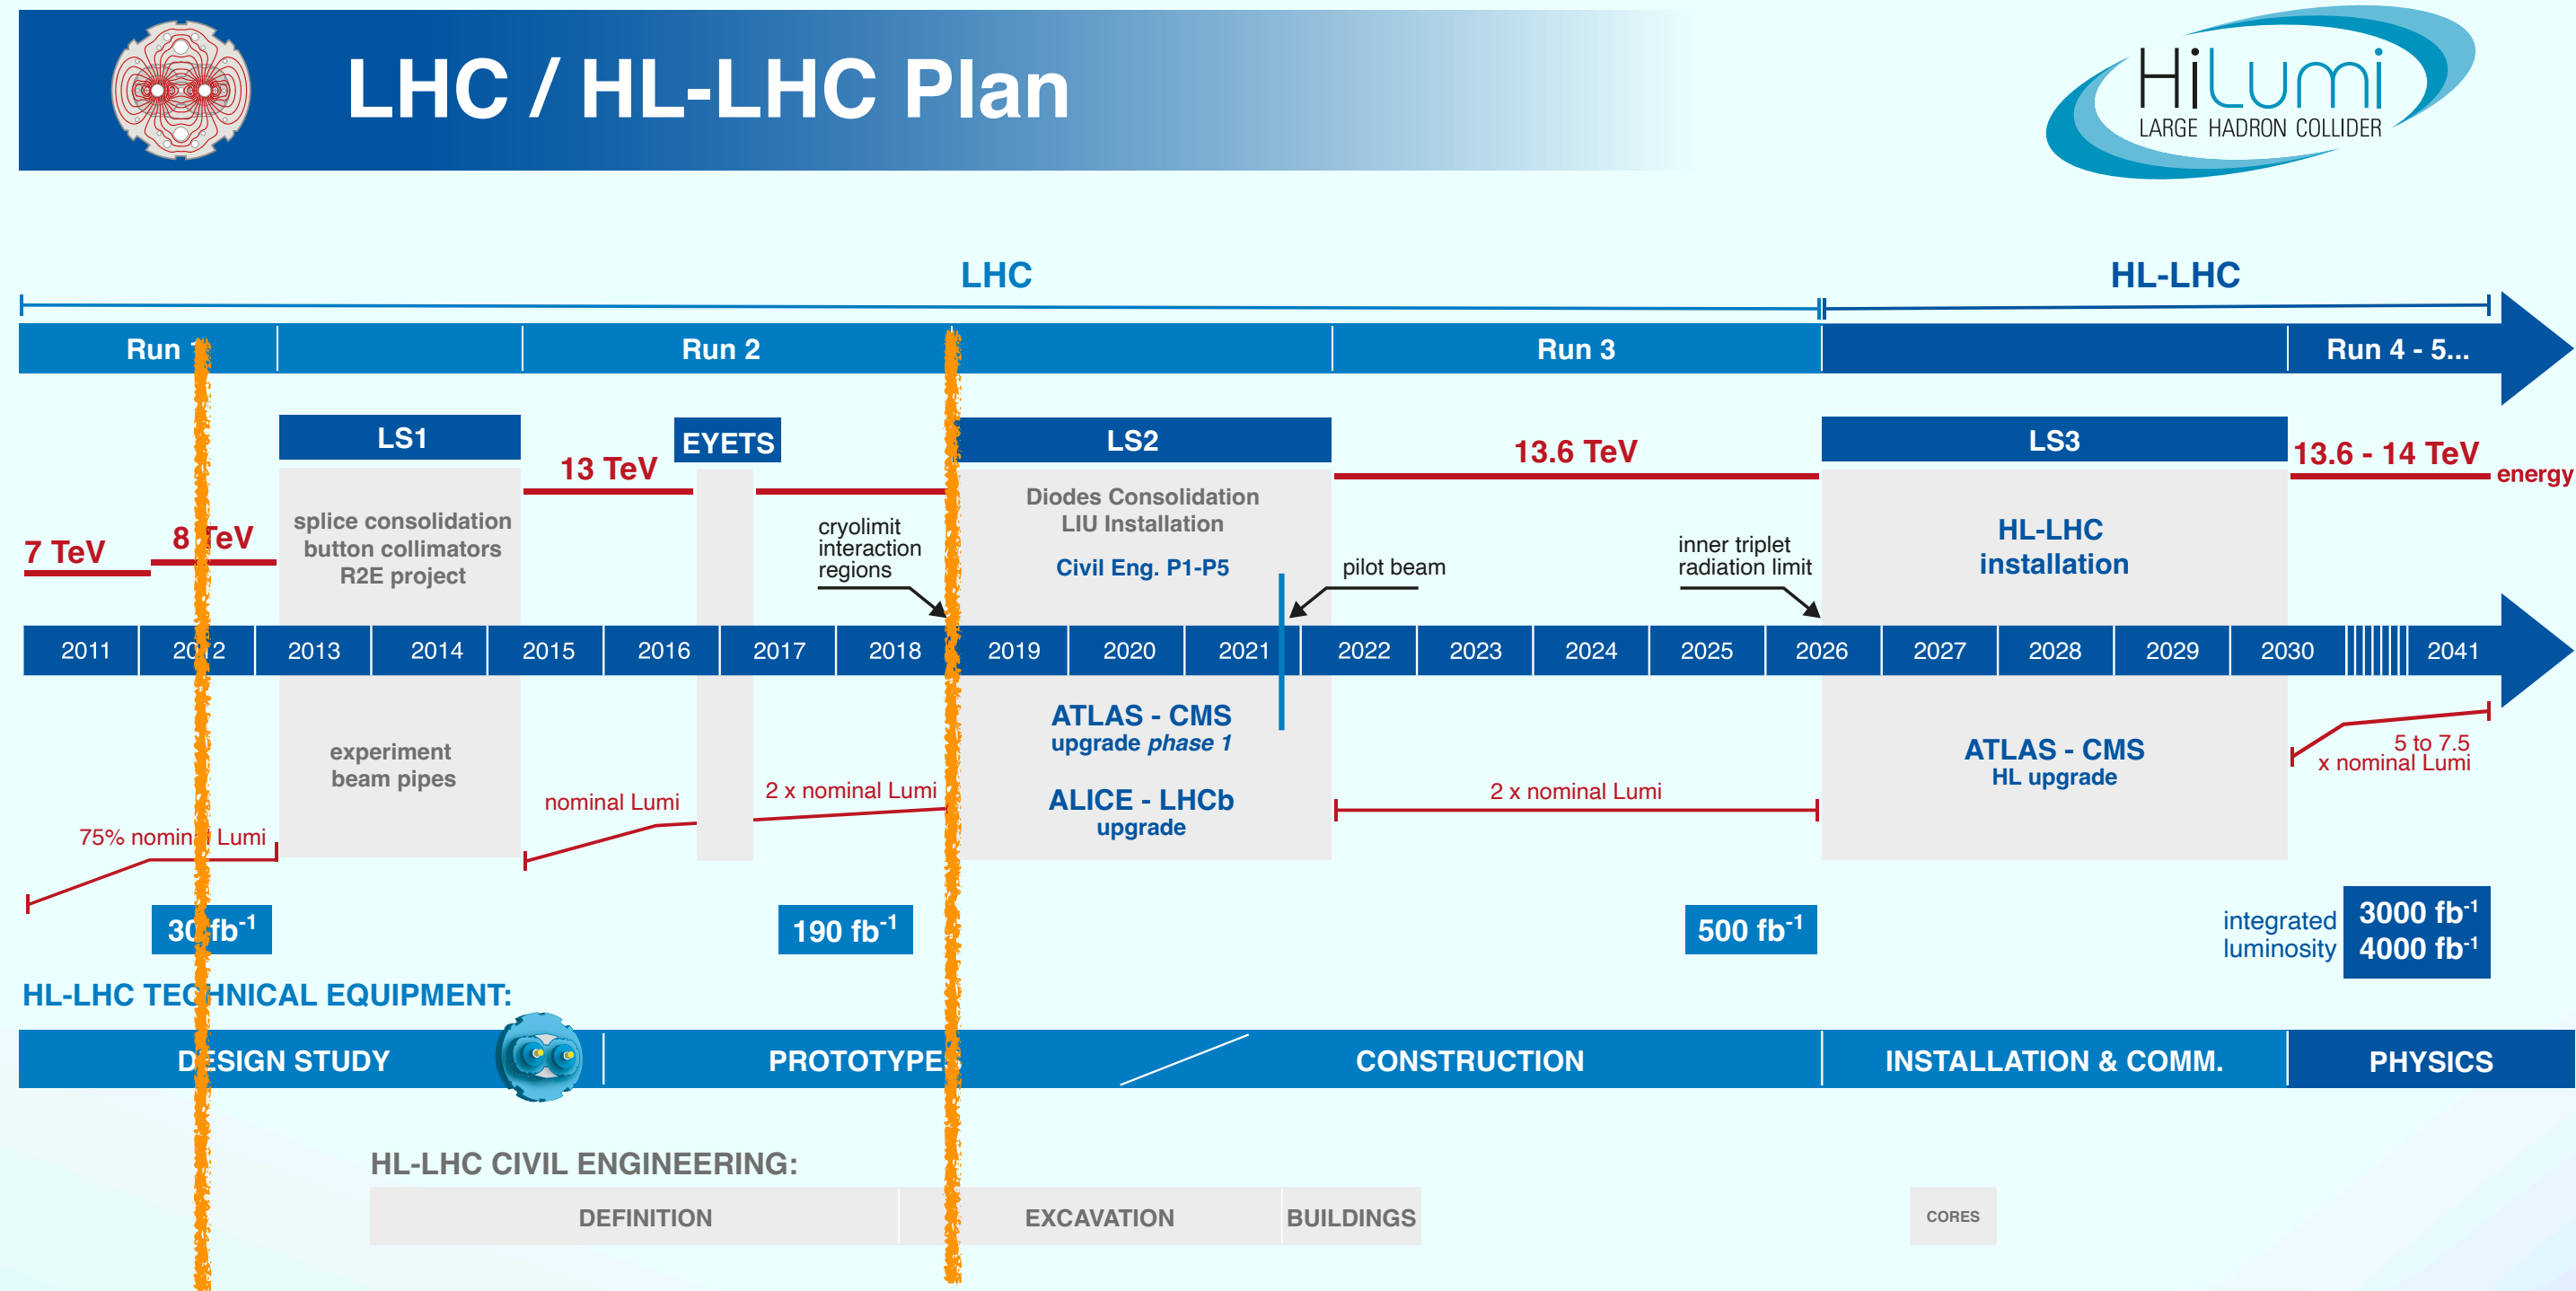 LHC / HL-LHC Plan
HiLumi
LARGE HADRON COLLIDER
LHC
HL-LHC
Run 1
Run 2
Run 3
Run 4 - 5...
LS1
EYETS
LS2
LS3
13 TeV
13.6 TeV
13.6 - 14 TeV
energy
7 TeV
8 TeV
splice consolidation
button collimators
R2E project
cryolimit
interaction
regions
Diodes Consolidation
LIU Installation
Civil Eng. P1-P5
pilot beam
inner triplet
radiation limit
HL-LHC
installation
2011 2012 2013 2014 2015 2016 2017 2018 2019 2020 2021 2022 2023 2024 2025 2026 2027 2028 2029 2030 2041
experiment
beam pipes
ATLAS - CMS
upgrade phase 1
ALICE - LHCb
upgrade
ATLAS - CMS
HL upgrade
5 to 7.5
x nominal Lumi
75% nominal Lumi
nominal Lumi
2 x nominal Lumi
2 x nominal Lumi
30 fb-1
190 fb-1
500 fb-1
integrated
luminosity
3000 fb-1
4000 fb-1
HL-LHC TECHNICAL EQUIPMENT:
DESIGN STUDY
PROTOTYPES
CONSTRUCTION
INSTALLATION & COMM.
PHYSICS
HL-LHC CIVIL ENGINEERING:
DEFINITION
EXCAVATION
BUILDINGS
CORES